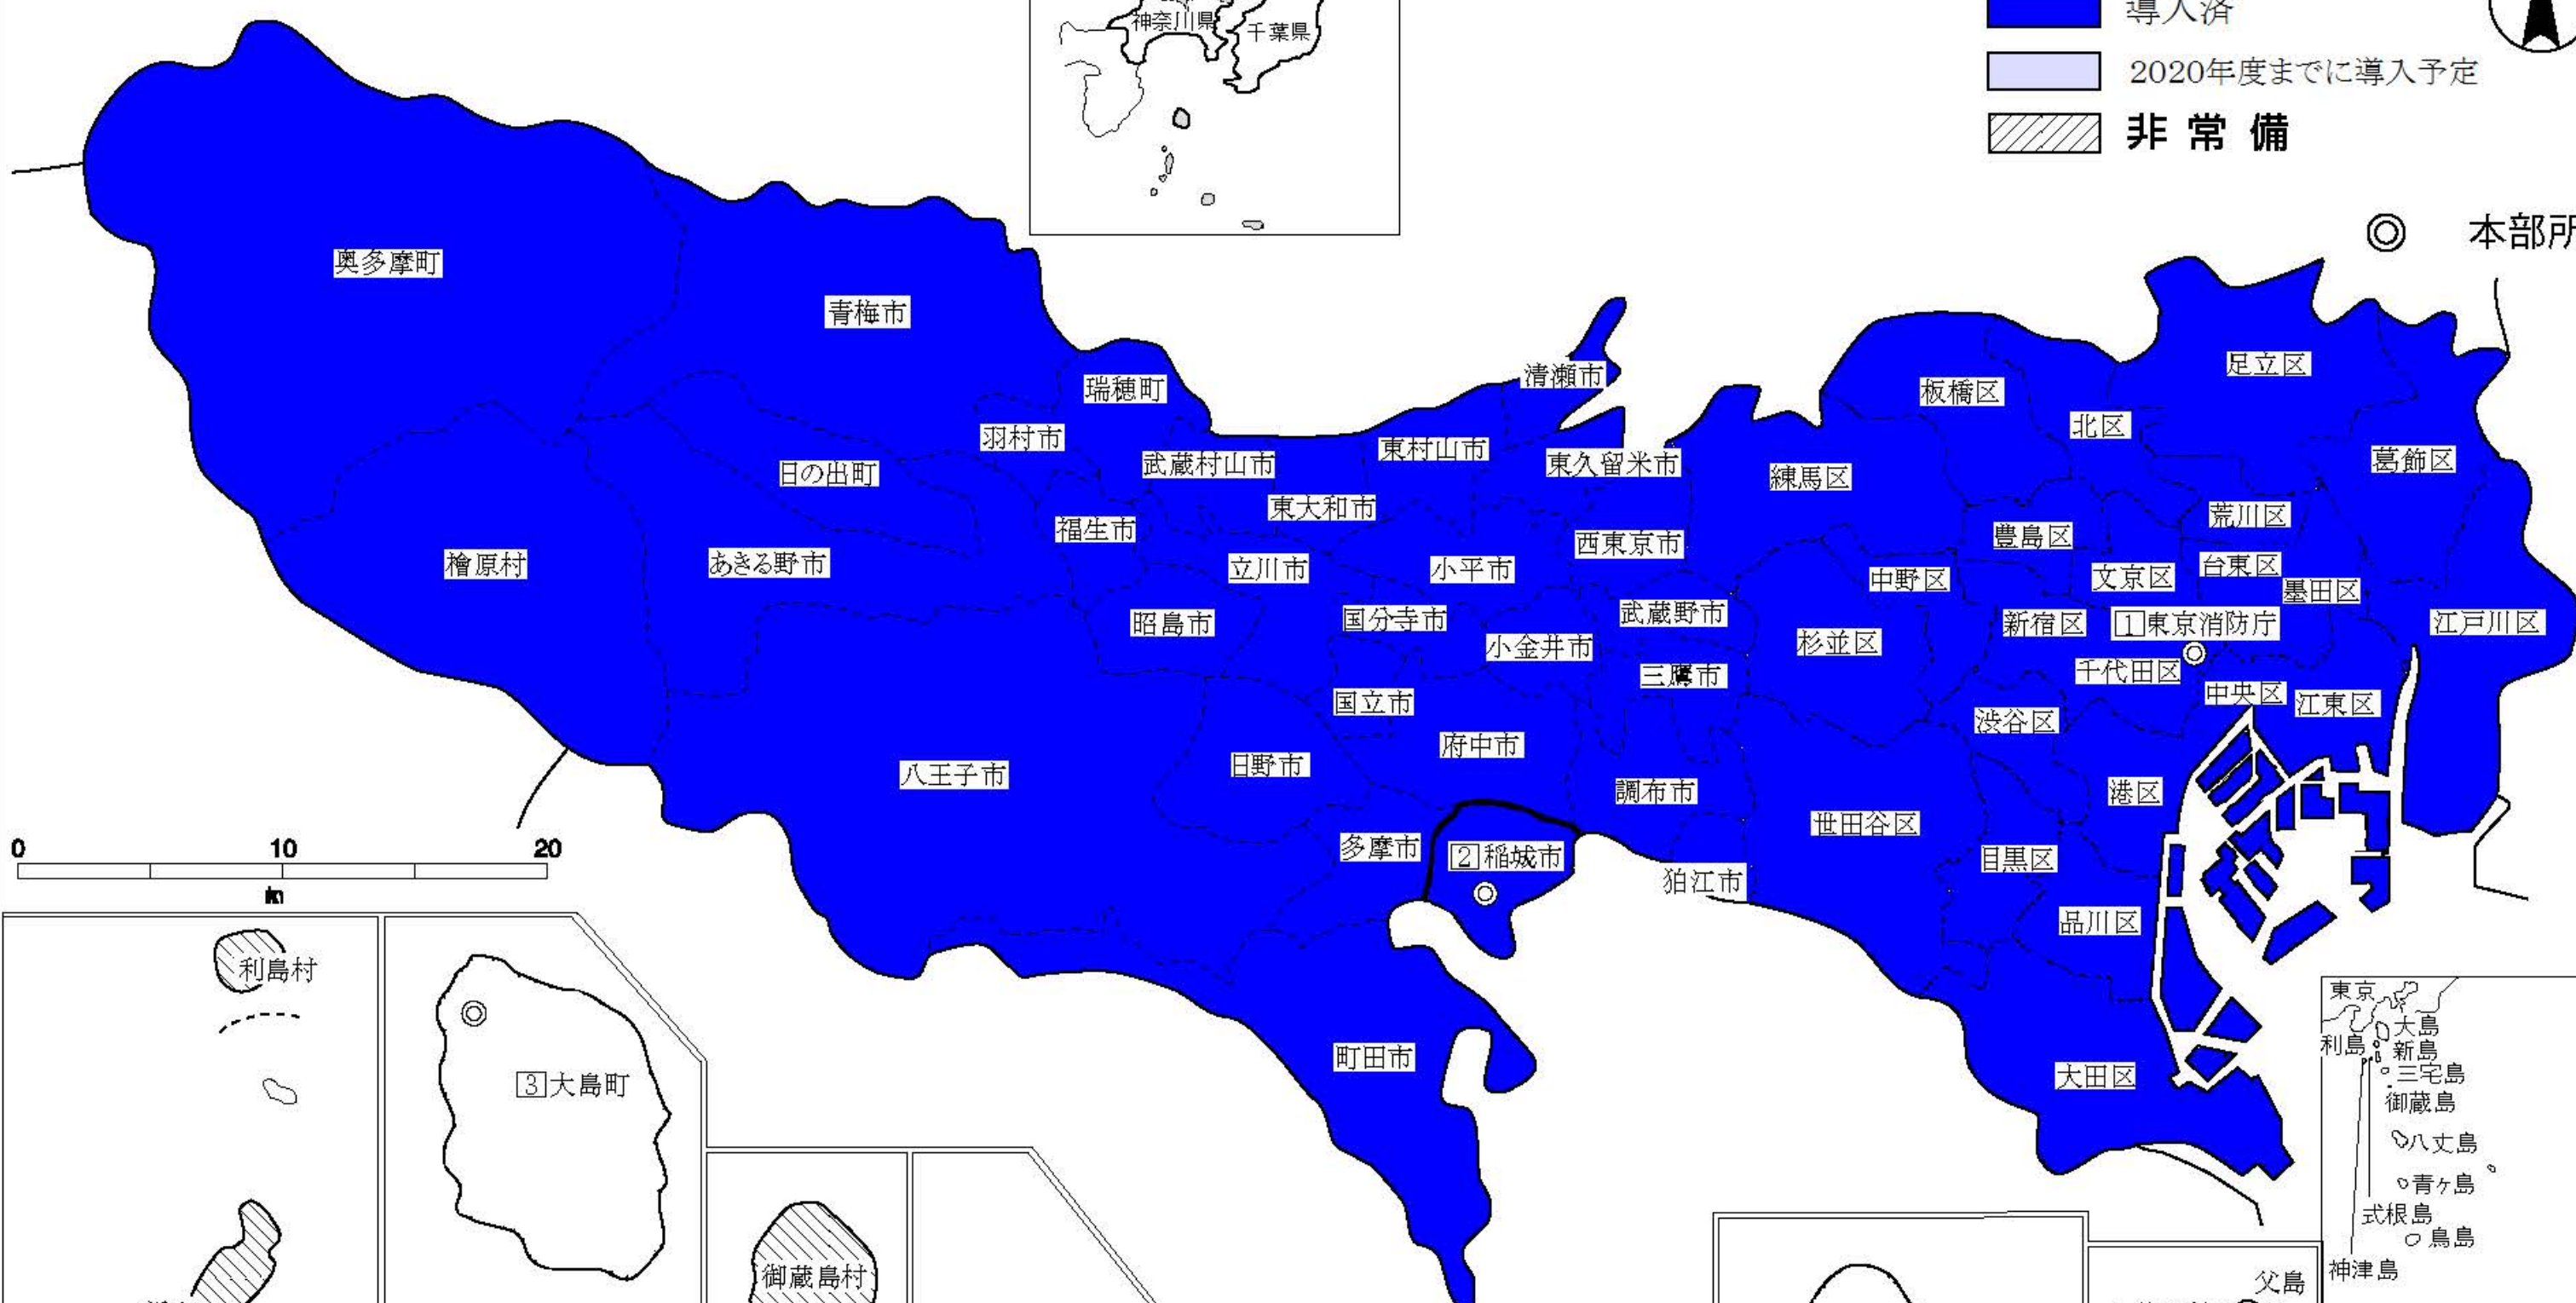 神奈川県
千葉県
導入済
2020年度までに導入予定
非常備
本部所
奥多摩町
青梅市
瑞穂町
清瀬市
足立区
板橋区
北区
羽村市
武蔵村山市
東村山市
東久留米市
練馬区
葛飾区
日の出町
東大和市
荒川区
福生市
西東京市
豊島区
檜原村
あきる野市
立川市
小平市
中野区
文京区
台東区
墨田区
昭島市
国分寺市
武蔵野市
新宿区
1東京消防庁
江戸川区
小金井市
杉並区
三鷹市
千代田区
国立市
中央区
江東区
渋谷区
府中市
八王子市
日野市
調布市
港区
世田谷区
多摩市
2稲城市
目黒区
狛江市
品川区
0 10 20
km
利島村
町田市
大田区
3大島町
御蔵島村
東京
大島
利島
新島
三宅島
御蔵島
八丈島
青ヶ島
式根島
鳥島
神津島
父島